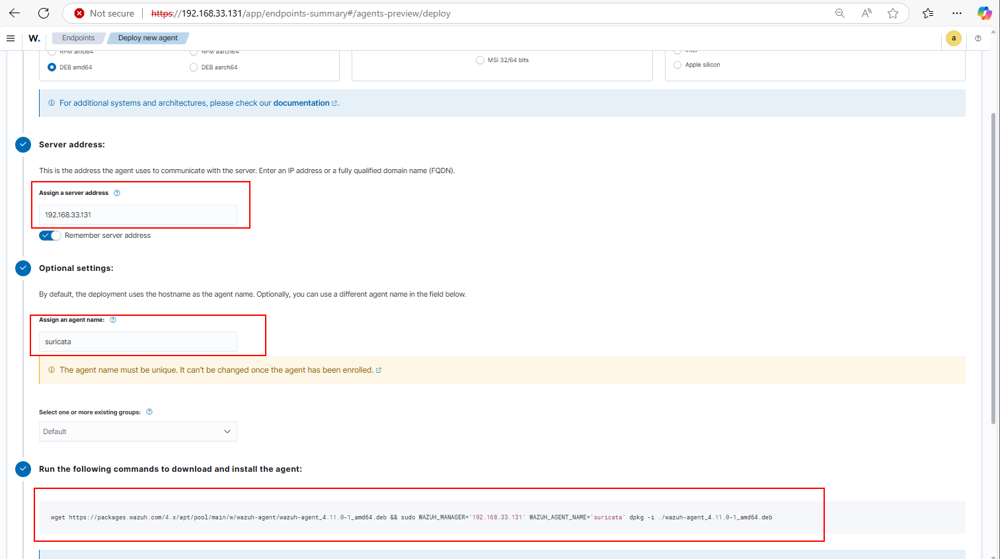 Not secure
https://192.168.33.131/app/endpoints-summary#/agents-preview/deploy
W.
Endpoints
Deploy new agent
a
RPM amd64
RPM aarch64
Intel
DEB amd64
DEB aarch64
MSI 32/64 bits
Apple silicon
For additional systems and architectures, please check our documentation.
Server address:
This is the address the agent uses to communicate with the server. Enter an IP address or a fully qualified domain name (FQDN).
Assign a server address
192.168.33.131
Remember server address
Optional settings:
By default, the deployment uses the hostname as the agent name. Optionally, you can use a different agent name in the field below.
Assign an agent name:
suricata
The agent name must be unique. It can't be changed once the agent has been enrolled.
Select one or more existing groups:
Default
Run the following commands to download and install the agent:
wget https://packages.wazuh.com/4.x/apt/pool/main/w/wazuh-agent/wazuh-agent_4.11.0-1_amd64.deb && sudo WAZUH_MANAGER='192.168.33.131' WAZUH_AGENT_NAME='suricata' dpkg -i ./wazuh-agent_4.11.0-1_amd64.deb